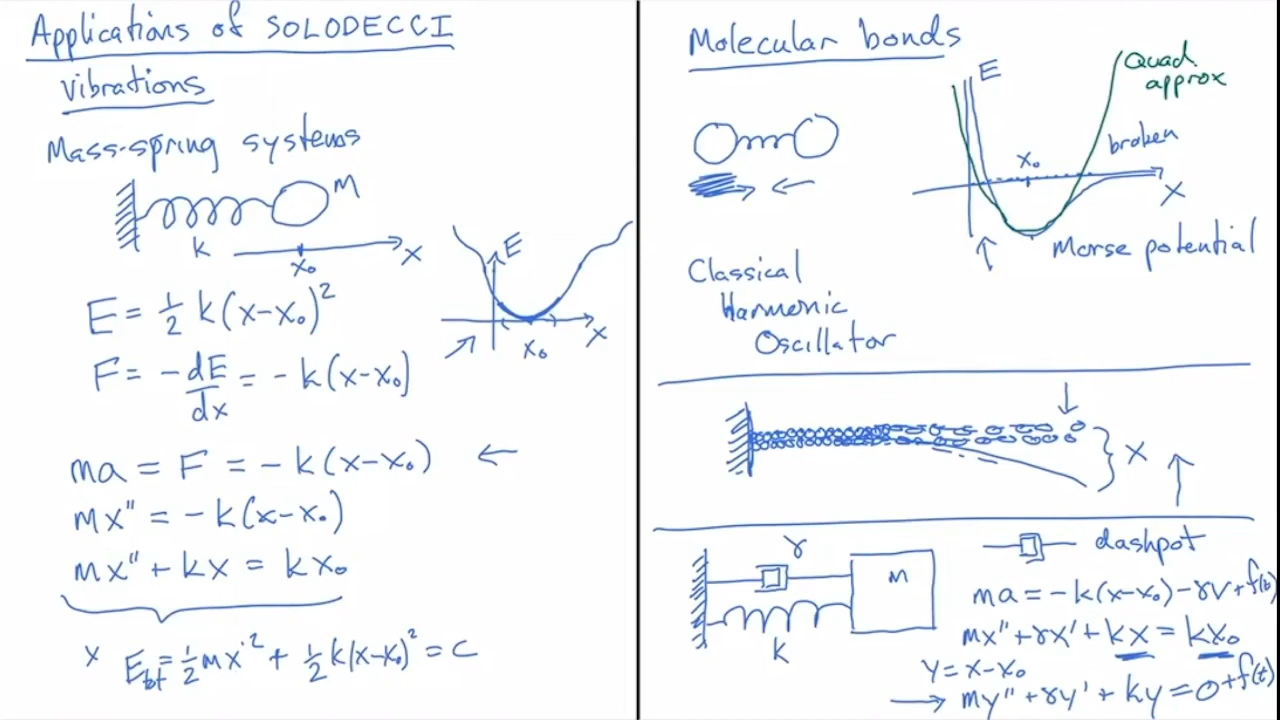 Applications of SOLODECCI
vibrations
Mass-spring systems
M
k
x₀
x
E
x₀
x
E = ½ k(x-x₀)²
F = -dE/dx = -k(x-x₀)
ma = F = -k(x-x₀)
mx" = -k(x-x₀)
mx" + kx = kx₀
x
E_tot = ½mx'² + ½k(x-x₀)² = C
Molecular bonds
E
Quad.
approx
broken
x₀
x
Morse potential
Classical
Harmonic
Oscillator
x
γ
M
k
dashpot
ma = -k(x-x₀) - γv + f(t)
mx" + γx' + kx = kx₀
y = x-x₀
my" + γy' + ky = 0 + f(t)